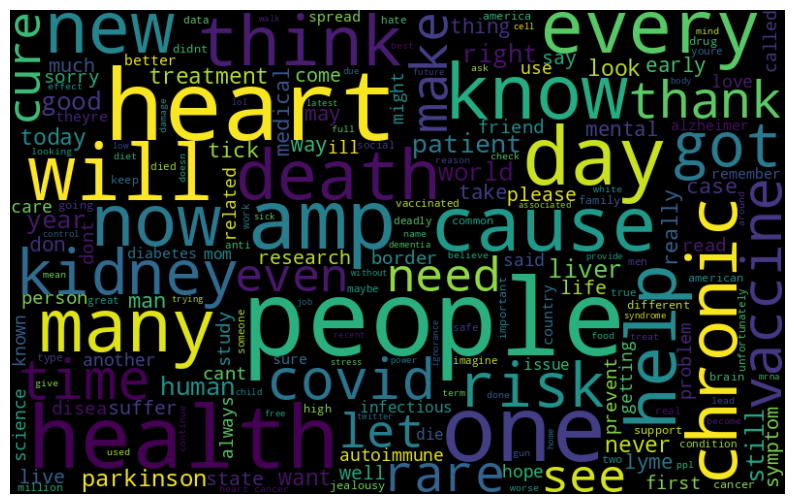 cure
new
data
walk
think
spread
hate
america
cell
best
mind
every
called
didnt
youre
drug
thing
right
better
much
sorry
treatment
come
say
look
early
use
due
future
ask
body
effect
lol
latest
might
make
know
love
thank
good
theyre
heart
medical
may
full
social
friend
mental
alzheimer
today
looking
low
diet
died
doesn
damage
tick
way
ill
reason
check
patient
day
got
remember
will
keep
death
world
vaccinated
take
please
white
family
case
care
going
control
now
year
related
work
sick
anti
deadly
common
associated
around
don
dont
diabetes
mom
amp
name
dementia
cause
said
believe
men
really
read
chronic
vaccine
mean
kidney
research
border
without
provide
liver
american
person
great
trying
man
even
maybe
need
life
true
different
syndrome
treat
many
someone
job
people
safe
food
important
country
help
problem
unfortunately
known
type
another
study
cant
sure
stress
power
recent
ignorance
imagine
issue
prevent
getting
brain
mrna
time
give
human
covid
risk
real
lead
become
disea
suffer
child
twitter
term
done
two
support
condition
still
symptom
science
health
used
continue
always
free
high
infectious
die
let
one
home
gun
never
lyme
live
parkinson
state
want
autoimmune
well
hope
see
first
ppl
cancer
million
heart cancer
jealousy
rare
worse